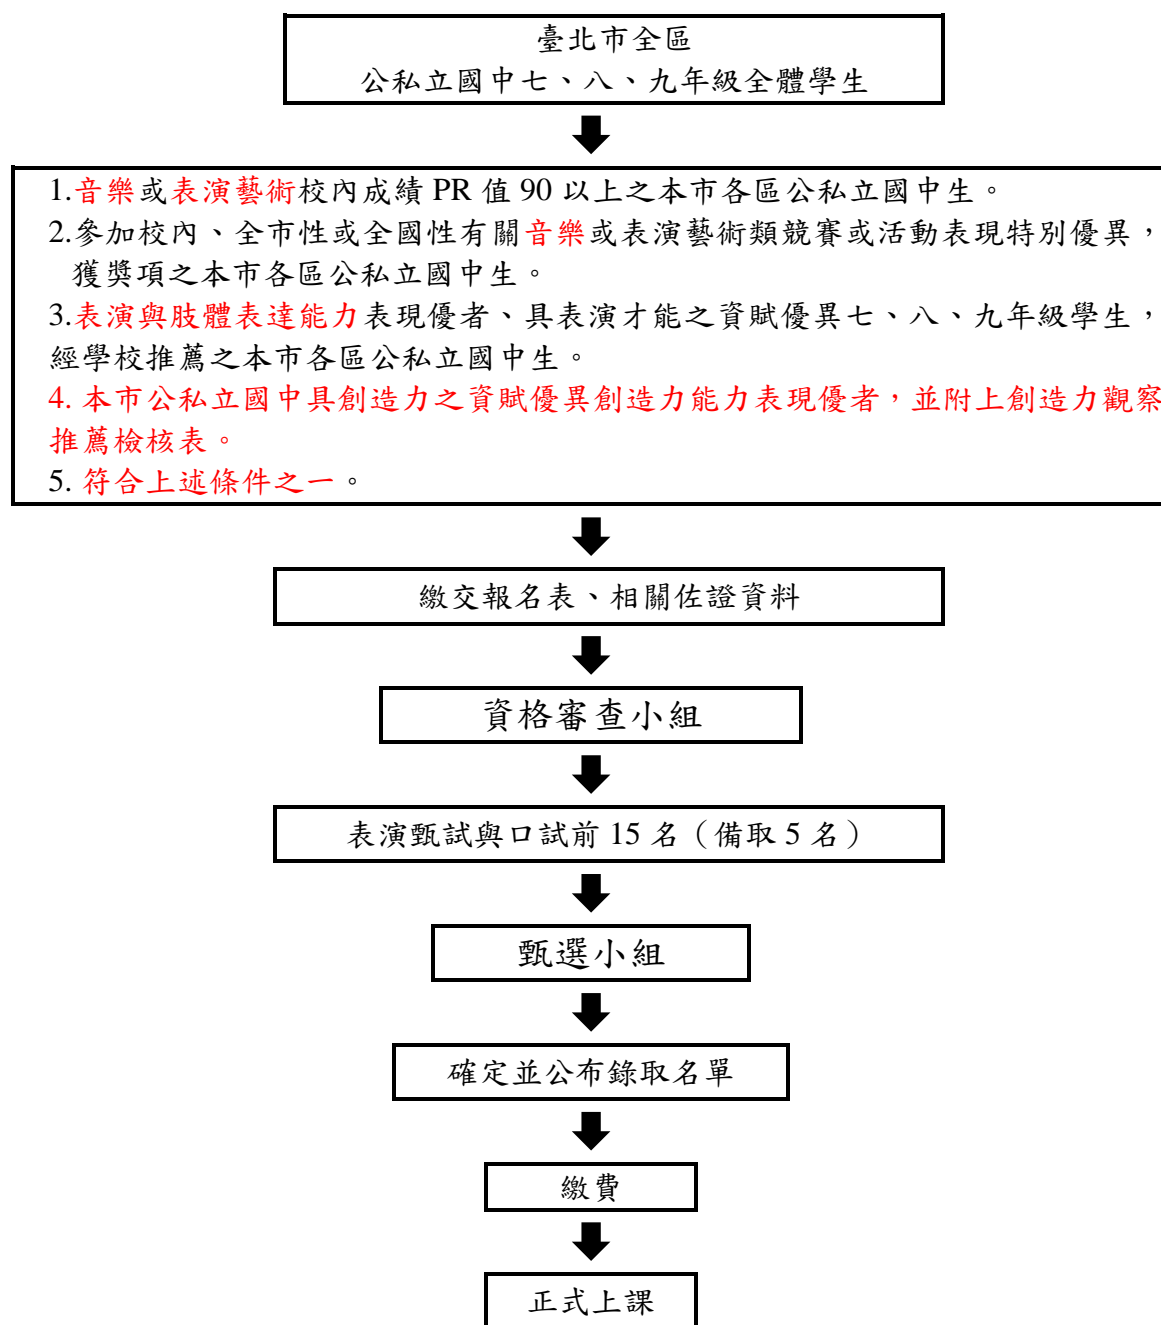 臺北市全區
公私立國中七、八、九年級全體學生
1.音樂或表演藝術校內成績 PR 值 90 以上之本市各區公私立國中生。
2.參加校內、全市性或全國性有關音樂或表演藝術類競賽或活動表現特別優異，
獲獎項之本市各區公私立國中生。
3.表演與肢體表達能力表現優者、具表演才能之資賦優異七、八、九年級學生，
經學校推薦之本市各區公私立國中生。
4. 本市公私立國中具創造力之資賦優異創造力能力表現優者，並附上創造力觀察
推薦檢核表。
5. 符合上述條件之一。
繳交報名表、相關佐證資料
資格審查小組
表演甄試與口試前 15 名（備取 5 名）
甄選小組
確定並公布錄取名單
繳費
正式上課